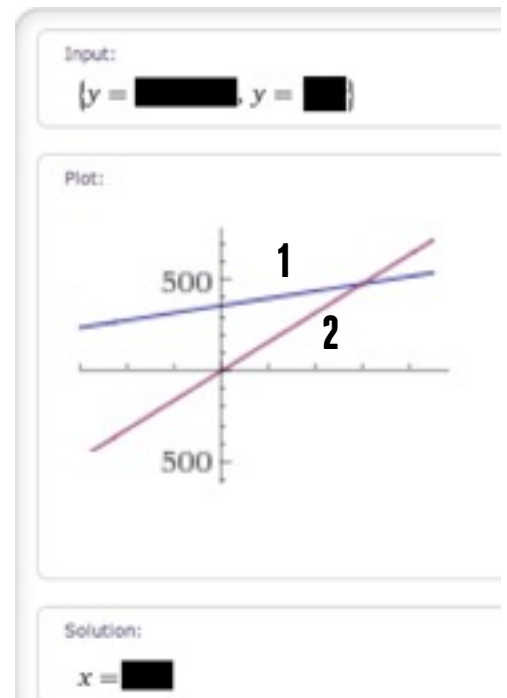 Input:
{y = , y = }
Plot:
1
500
2
500
Solution:
x =